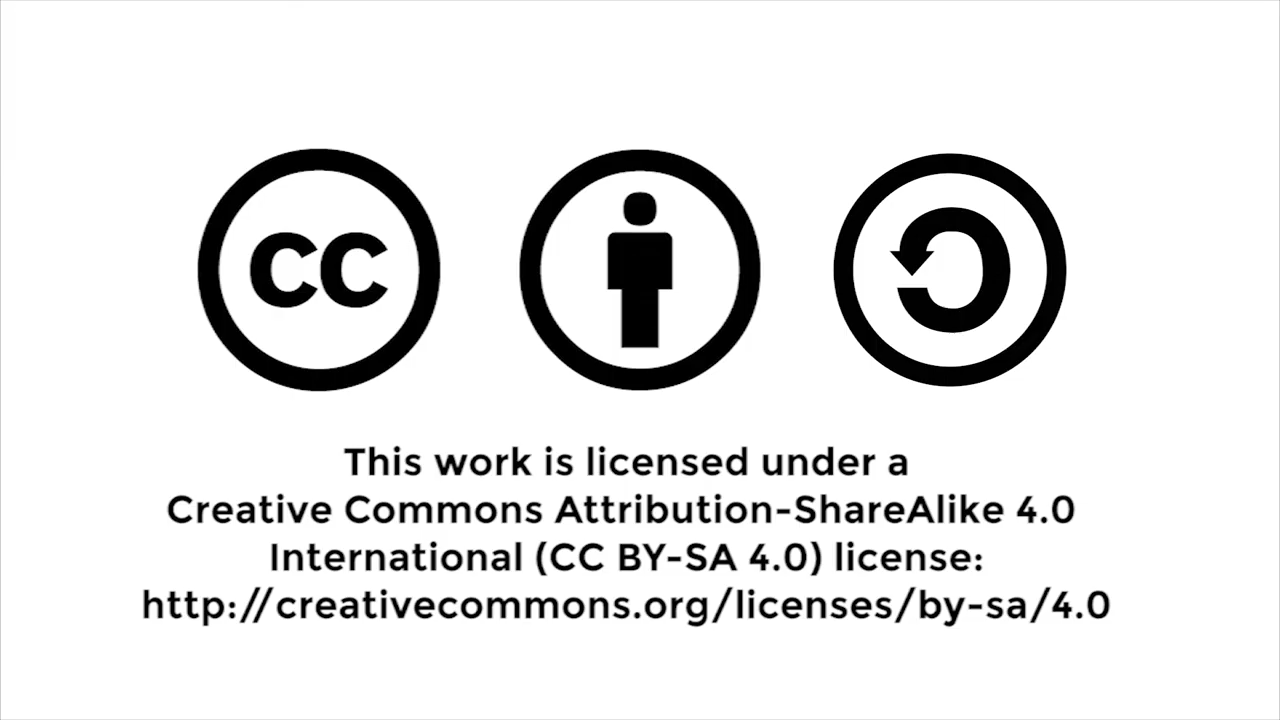 cc
This work is licensed under a
Creative Commons Attribution-ShareAlike 4.0
International (CC BY-SA 4.0) license:
http://creativecommons.org/licenses/by-sa/4.0